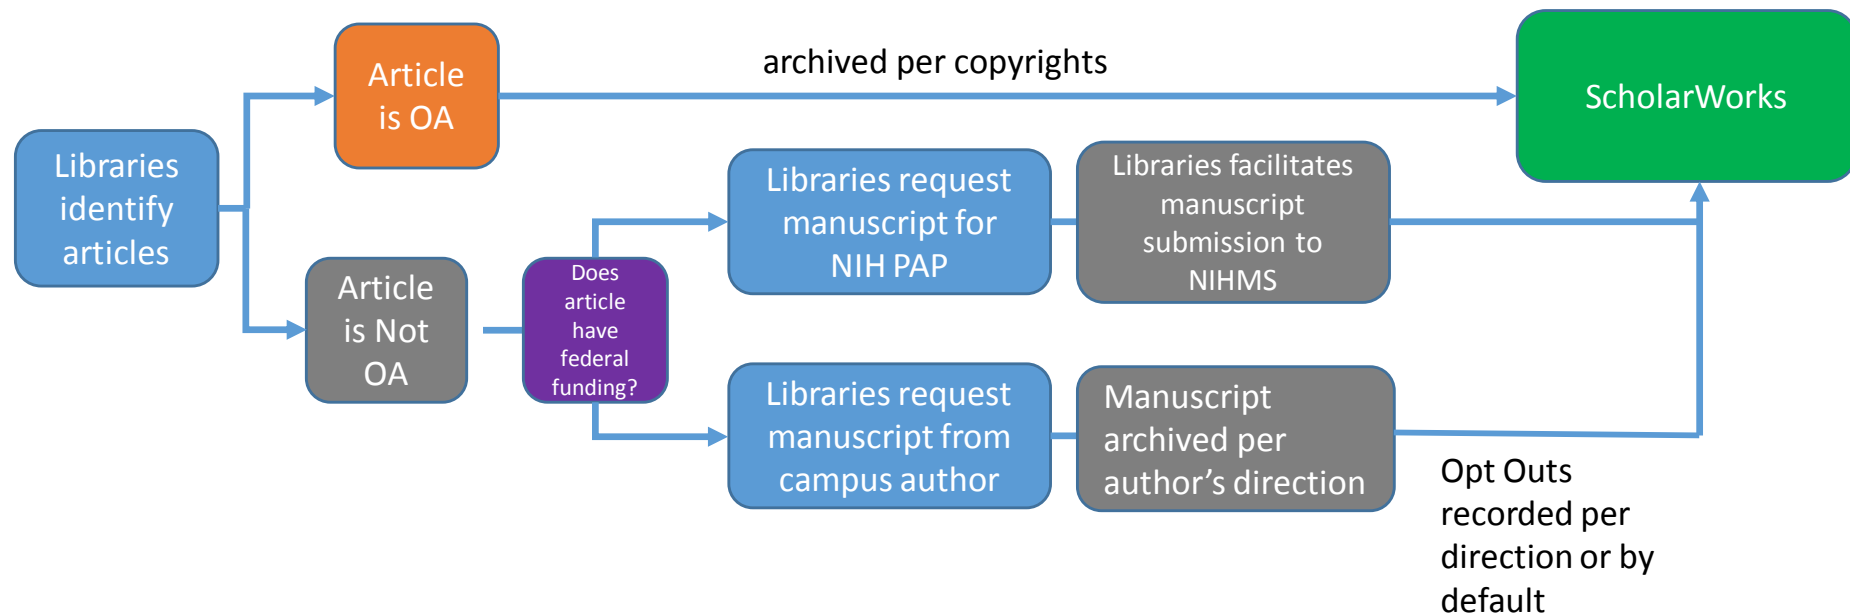 Libraries
identify
articles
Article
is OA
archived per copyrights
ScholarWorks
Article
is Not
OA
Does
article
have
federal
funding?
Libraries request
manuscript for
NIH PAP
Libraries facilitates
manuscript
submission to
NIHMS
Libraries request
manuscript from
campus author
Manuscript
archived per
author’s direction
Opt Outs
recorded per
direction or by
default